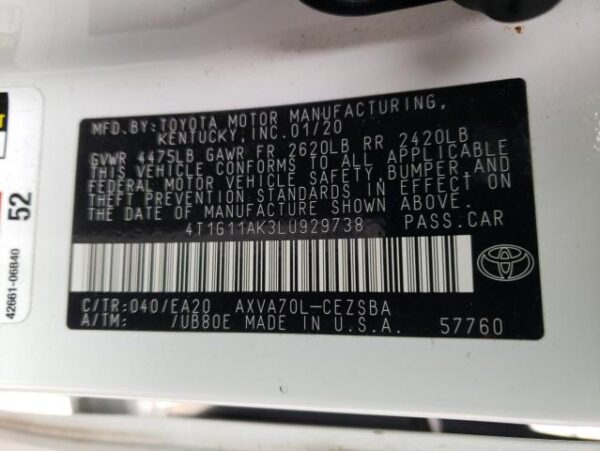 MFD.BY:TOYOTA MOTOR MANUFACTURING,
KENTUCKY, INC.01/20
GVWR 4475LB GAWR FR 2620LB RR 2420LB
THIS VEHICLE CONFORMS TO ALL APPLICABLE
FEDERAL MOTOR VEHICLE SAFETY, BUMPER, AND
THEFT PREVENTION STANDARDS IN EFFECT ON
THE DATE OF MANUFACTURE SHOWN ABOVE.
4T1G11AK3LU929738 PASS.CAR
C/TR:040/EA20 AXVA70L-CEZSBA
A/TM: /UB80E MADE IN U.S.A. 57760
52
42661-06B40